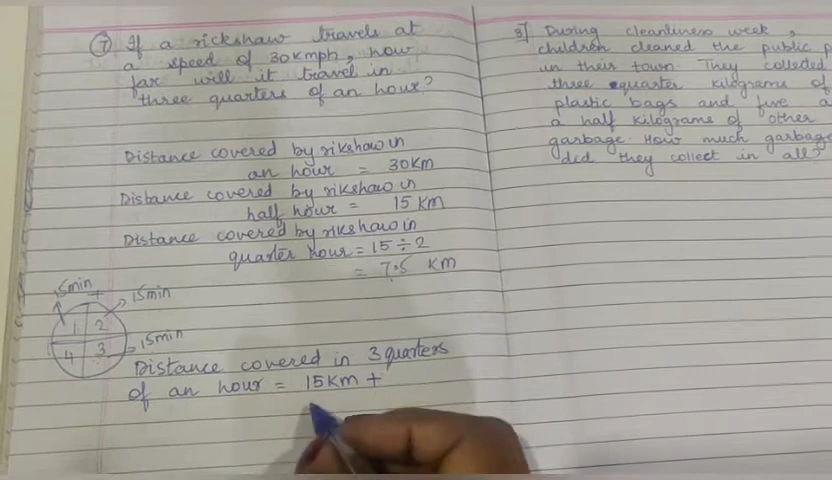 7 If a rickshaw travels at
a speed of 30kmph, how
far will it travel in
three quarters of an hour?
Distance covered by rikshaw in
an hour = 30km
Distance covered by rikshaw in
half hour = 15 km
Distance covered by rikshaw in
quarter hour = 15 ÷ 2
= 7.5 km
15min
15min
1 2
15min
4 3
Distance covered in 3 quarters
of an hour = 15km +
8] During cleanliness week,
children cleaned the public p
in their town. They collected
three quarter kilograms of
plastic bags and five a
a half kilograms of other
garbage. How much garbage
did they collect in all?